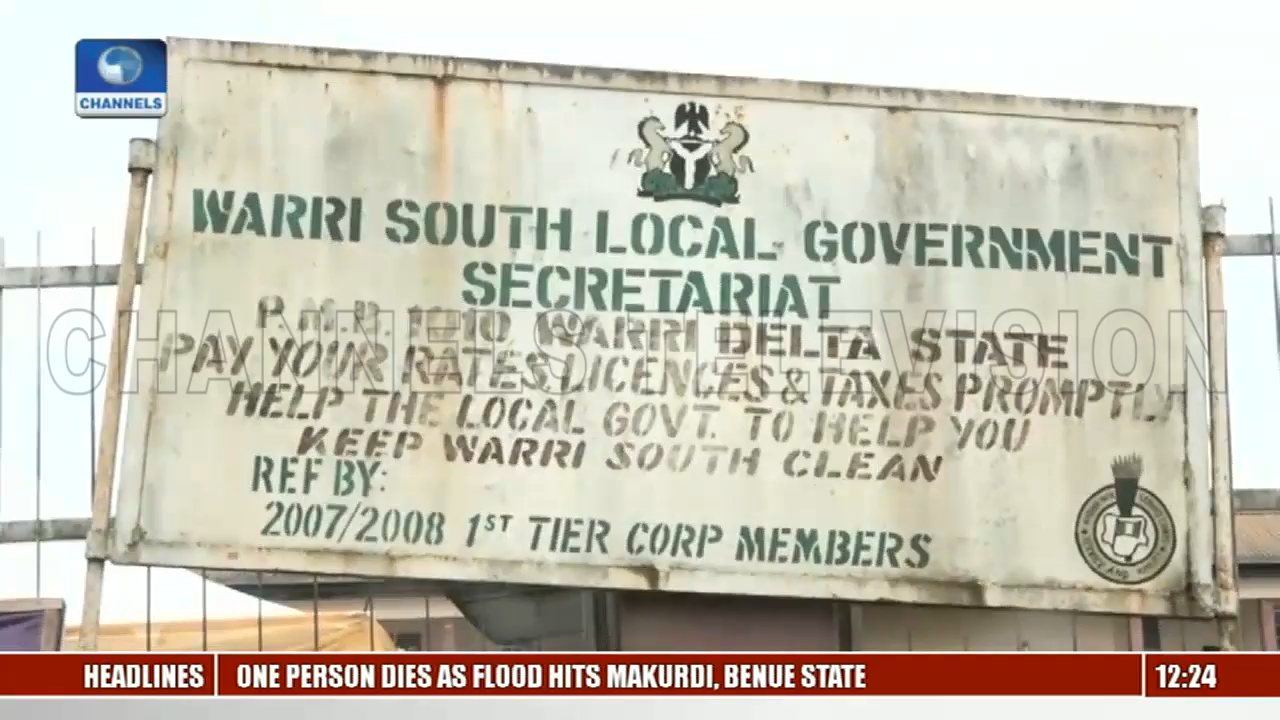 CHANNELS
WARRI SOUTH LOCAL GOVERNMENT
SECRETARIAT
P.M.B. WARRI DELTA STATE
PAY YOUR RATES, LICENCES & TAXES PROMPTLY
HELP THE LOCAL GOVT. TO HELP YOU
KEEP WARRI SOUTH CLEAN
REF BY:
2007/2008 1ST TIER CORP MEMBERS
CHANNELS TELEVISION
HEADLINES ONE PERSON DIES AS FLOOD HITS MAKURDI, BENUE STATE 12:24